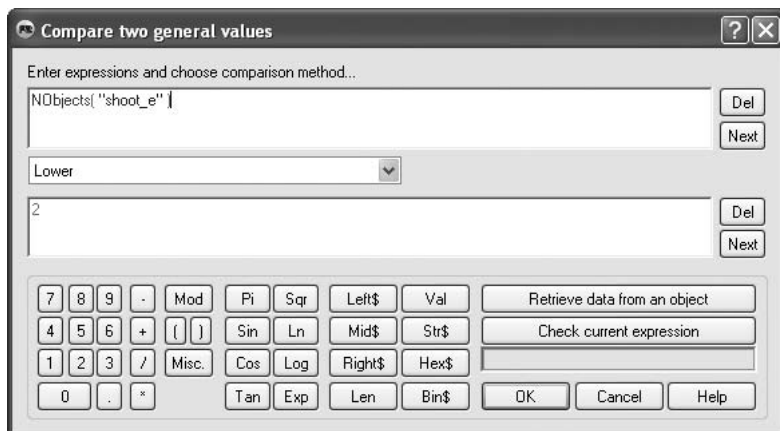 Compare two general values
Enter expressions and choose comparison method...
NObjects( "shoot_e" )
Del
Next
Lower
2
Del
Next
7 8 9 - Mod Pi Sqr Left$ Val Retrieve data from an object
4 5 6 + ( ) Sin Ln Mid$ Str$ Check current expression
1 2 3 / Misc. Cos Log Right$ Hex$
0 . * Tan Exp Len Bin$ OK Cancel Help